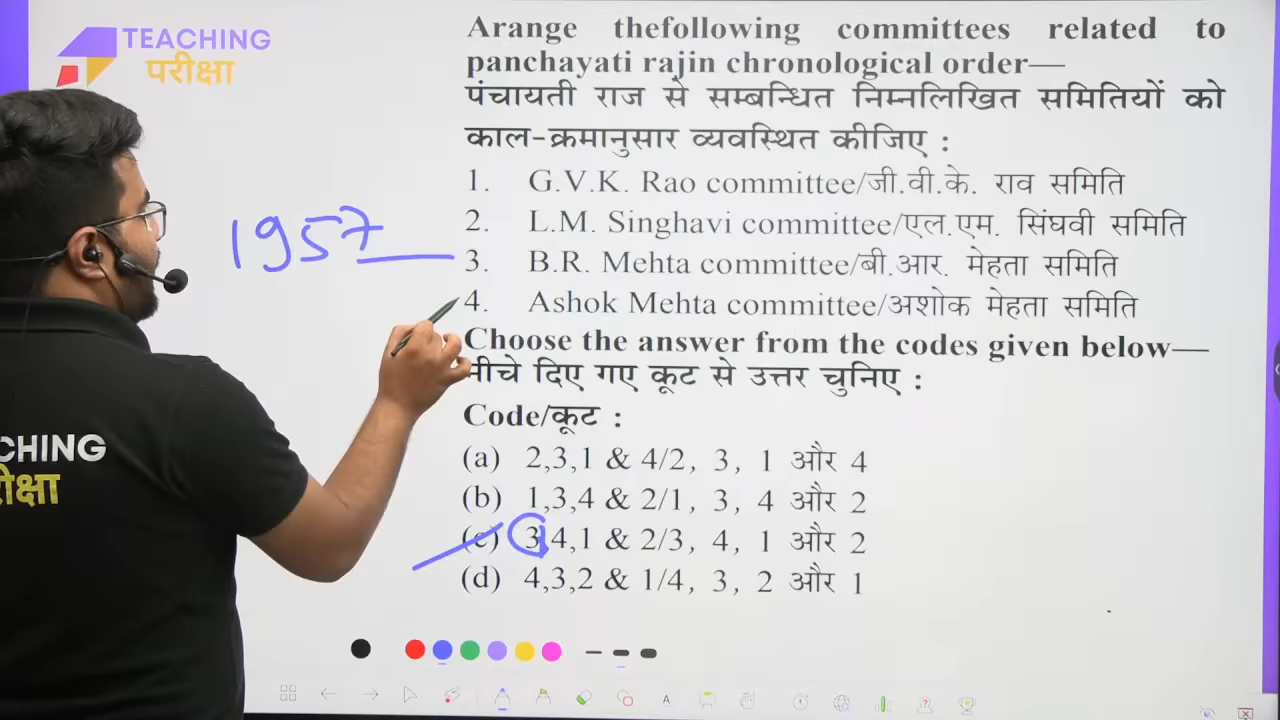 TEACHING
परीक्षा
Arange thefollowing committees related to
panchayati rajin chronological order—
पंचायती राज से सम्बन्धित निम्नलिखित समितियों को
काल-क्रमानुसार व्यवस्थित कीजिए :
1. G.V.K. Rao committee/जी.वी.के. राव समिति
2. L.M. Singhavi committee/एल.एम. सिंघवी समिति
1957
3. B.R. Mehta committee/बी.आर. मेहता समिति
4. Ashok Mehta committee/अशोक मेहता समिति
Choose the answer from the codes given below—
नीचे दिए गए कूट से उत्तर चुनिए :
Code/कूट :
(a) 2,3,1 & 4/2, 3, 1 और 4
(b) 1,3,4 & 2/1, 3, 4 और 2
(c) 3,4,1 & 2/3, 4, 1 और 2
(d) 4,3,2 & 1/4, 3, 2 और 1
CHING
ीक्षा
A